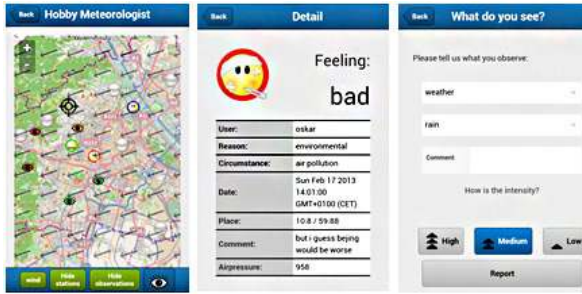 Back Hobby Meteorologist
wind Hide stations Hide observations
Back Detail
Feeling:
bad
User: oskar
Reason: environmental
Circumstance: air pollution
Date: Sun Feb 17 2013
14:01:00
GMT+0100 (CET)
Place: 10.8 / 59.88
Comment: but i guess bejing
would be worse
Airpressure: 958
Back What do you see?
Please tell us what you observe:
weather
rain
Comment
How is the intensity?
High Medium Low
Report